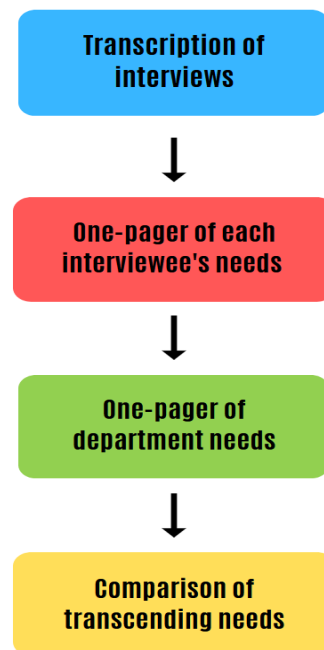 Transcription of
interviews
One-pager of each
interviewee's needs
One-pager of
department needs
Comparison of
transcending needs